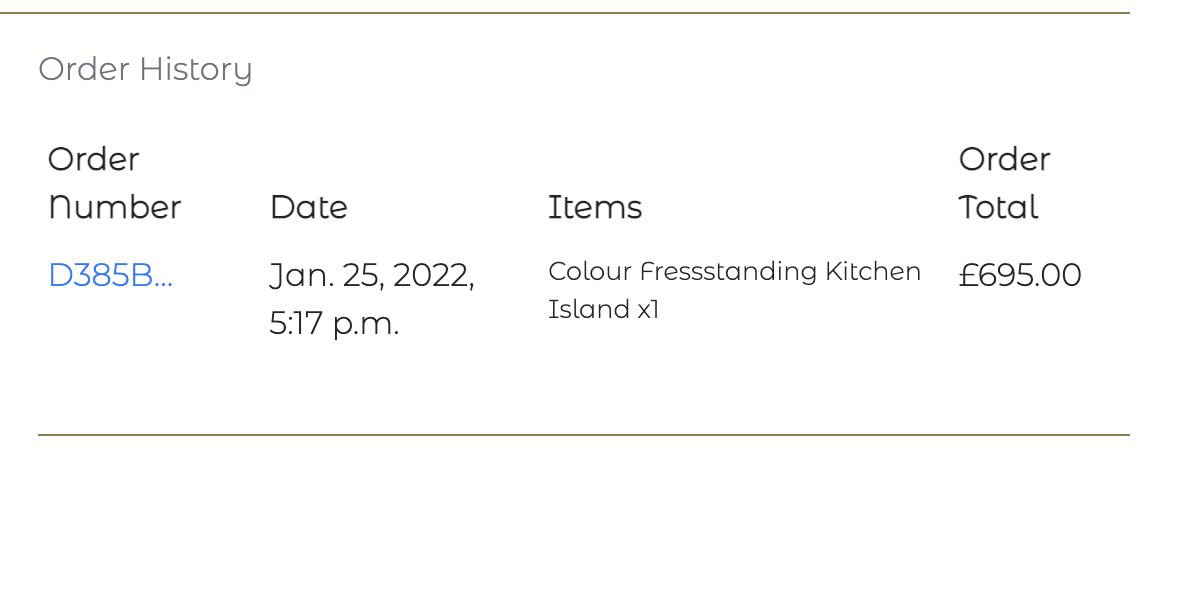 Order History
Order
Number
Date
Items
Order
Total
D385B...
Jan. 25, 2022,
5:17 p.m.
Colour Fressstanding Kitchen
Island x1
£695.00